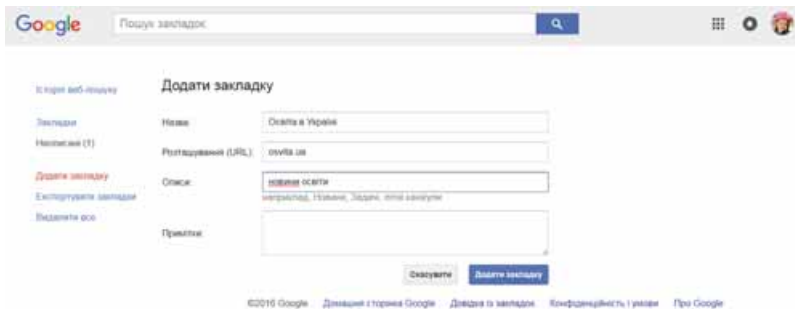 Google
Пошук закладок
Додати закладку
Історія веб-пошуку
Закладки
Назва:
Освіта в Україні
Розташування (URL):
osvita.ua
Додати закладку
Списки:
новини освіти
Експортувати закладки
наприклад, Новини, Задачі, літні канікули
Видалити все
Примітки:
Скасувати
Додати закладку
©2016 Google
Домашня сторінка Google
Довідка із закладок
Конфіденційність і умови
Про Google